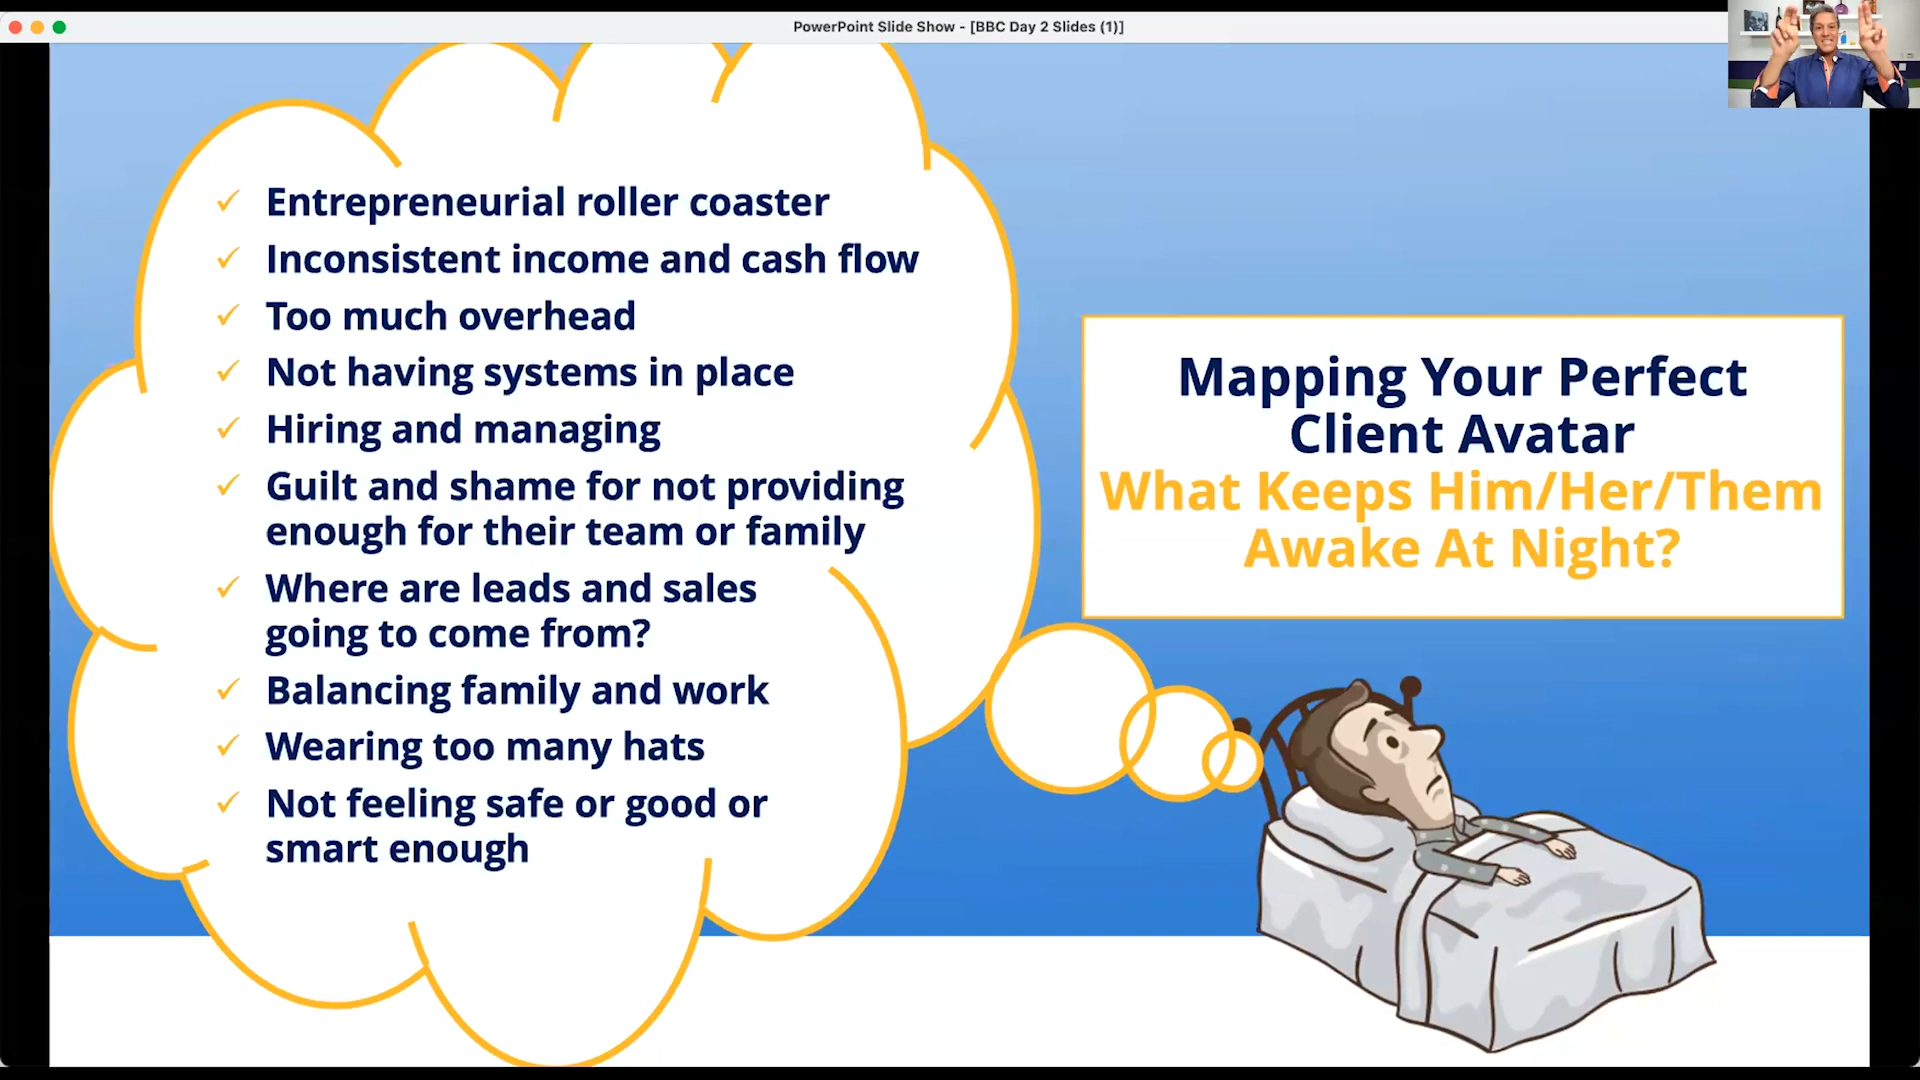 PowerPoint Slide Show - [BBC Day 2 Slides (1)]
Entrepreneurial roller coaster
Inconsistent income and cash flow
Too much overhead
Not having systems in place
Hiring and managing
Guilt and shame for not providing
enough for their team or family
Where are leads and sales
going to come from?
Balancing family and work
Wearing too many hats
Not feeling safe or good or
smart enough
Mapping Your Perfect
Client Avatar
What Keeps Him/Her/Them
Awake At Night?